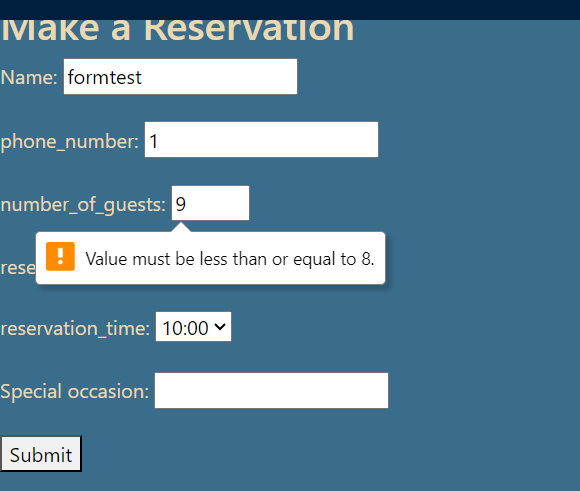 Make a Reservation
Name: formtest
phone_number: 1
number_of_guests: 9
Value must be less than or equal to 8.
rese
reservation_time: 10:00
Special occasion:
Submit